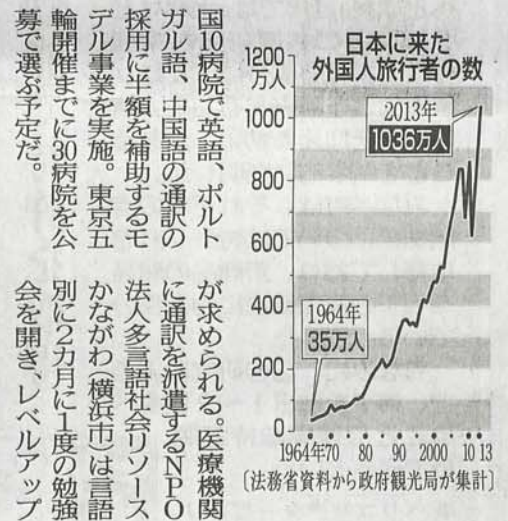 国10病院で英語、ポルト
ガル語、中国語の通訳の
採用に半額を補助するモ
デル事業を実施。東京五
輪開催までに30病院を公
募で選ぶ予定だ。
が求められる。医療機関
に通訳を派遣するNPO
法人多言語社会リソース
かながわ(横浜市)は言語
別に2カ月に1度の勉強
会を開き、レベルアップ
日本に来た
外国人旅行者の数
1200
万人
1000
800
600
400
200
0
2013年
1036万人
1964年
35万人
1964年70 80 90 2000 10 13
〔法務省資料から政府観光局が集計〕